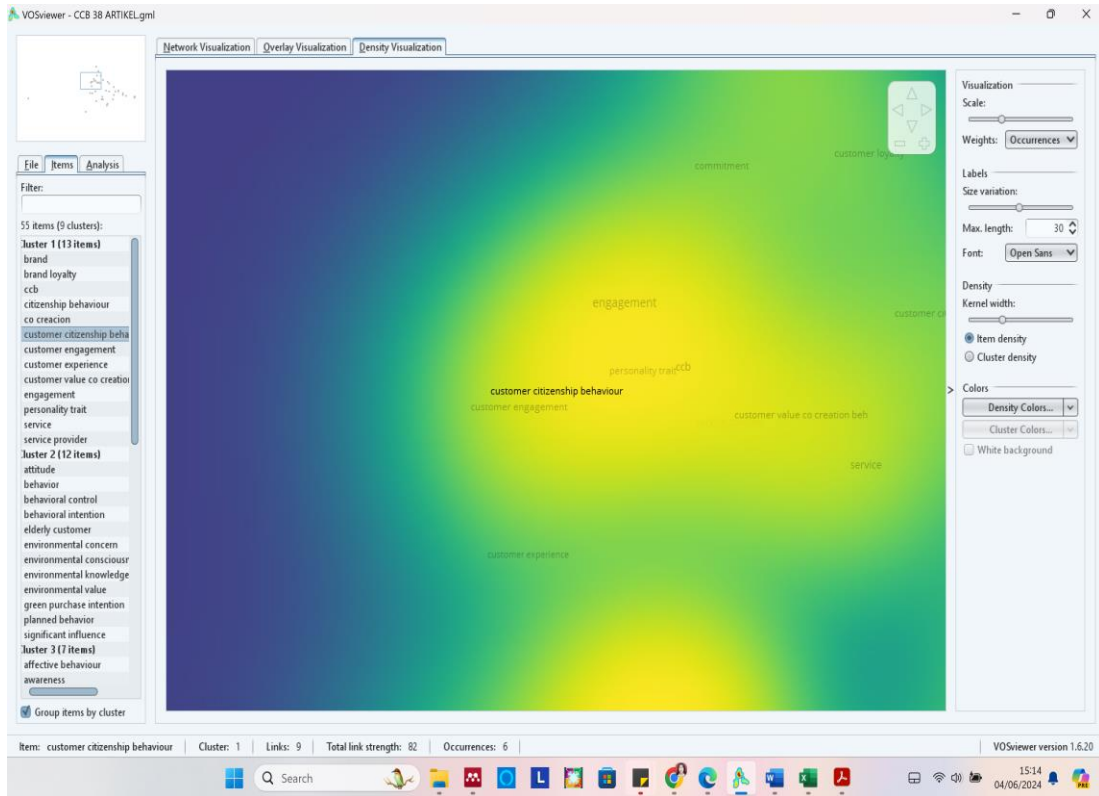 VOSviewer - CCB 38 ARTIKEL.gml
Network Visualization Overlay Visualization Density Visualization
File Items Analysis
Filter:
55 items (9 clusters):
luster 1 (13 items)
brand
brand loyalty
ccb
citizenship behaviour
co creacion
customer citizenship beha
customer engagement
customer experience
customer value co creation
engagement
personality trait
service
service provider
luster 2 (12 items)
attitude
behavior
behavioral control
behavioral intention
elderly customer
environmental concern
environmental consciousn
environmental knowledge
environmental value
green purchase intention
planned behavior
significant influence
luster 3 (7 items)
affective behaviour
awareness
Group items by cluster
customer loyalty
commitment
engagement
customer ci
personality trait
ccb
customer citizenship behaviour
customer engagement
customer value co creation beh
service
customer experience
Visualization
Scale:
Weights: Occurrences
Labels
Size variation:
Max. length: 30
Font: Open Sans
Density
Kernel width:
Item density
Cluster density
Colors
Density Colors...
Cluster Colors...
White background
Item: customer citizenship behaviour Cluster: 1 Links: 9 Total link strength: 82 Occurrences: 6 VOSviewer version 1.6.20
Search
15:14
04/06/2024